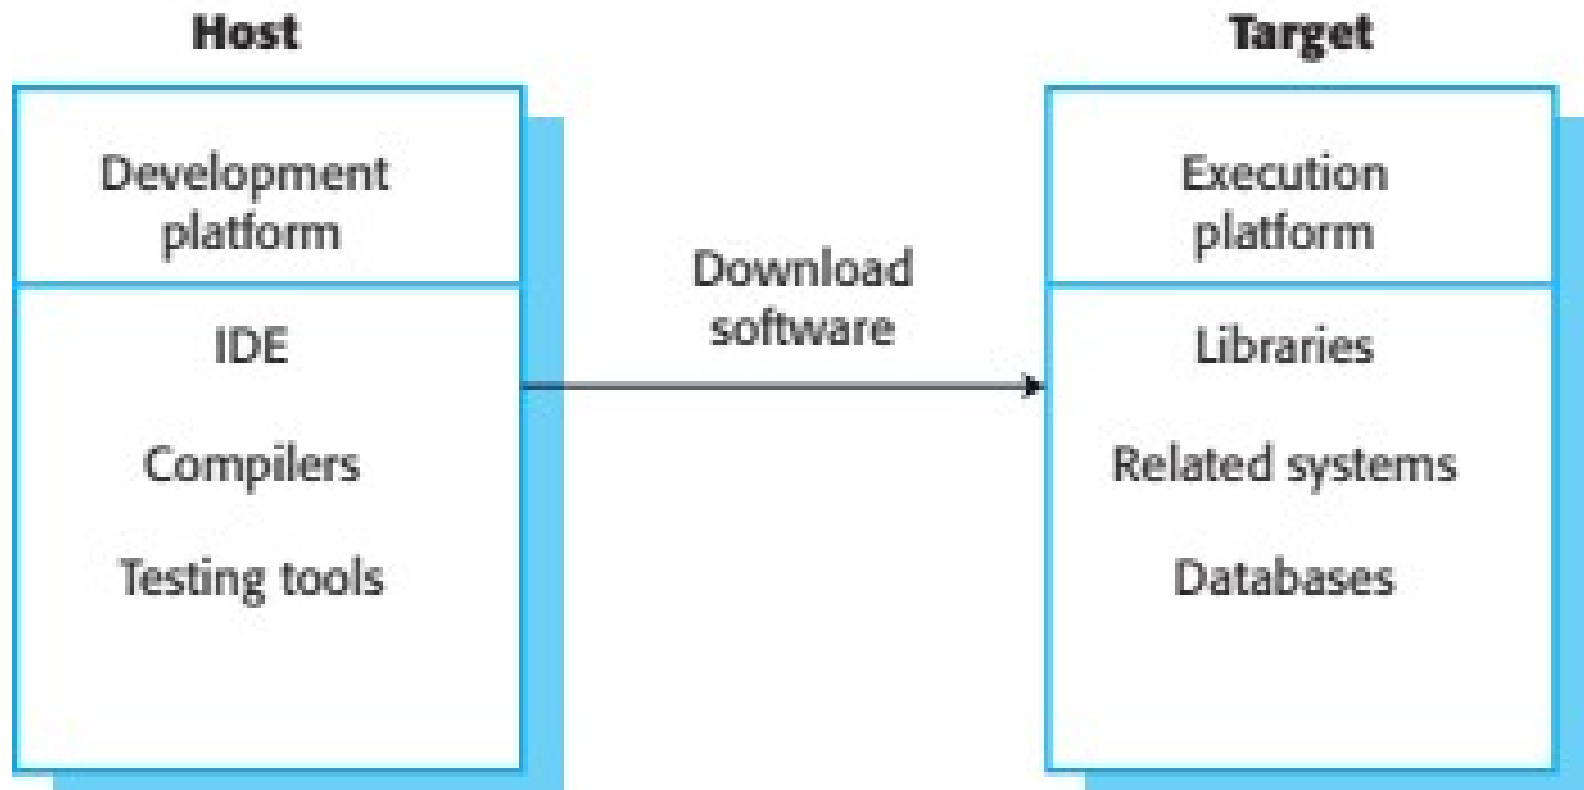 Host
Development
platform
IDE
Compilers
Testing tools
Download
software
Target
Execution
platform
Libraries
Related systems
Databases